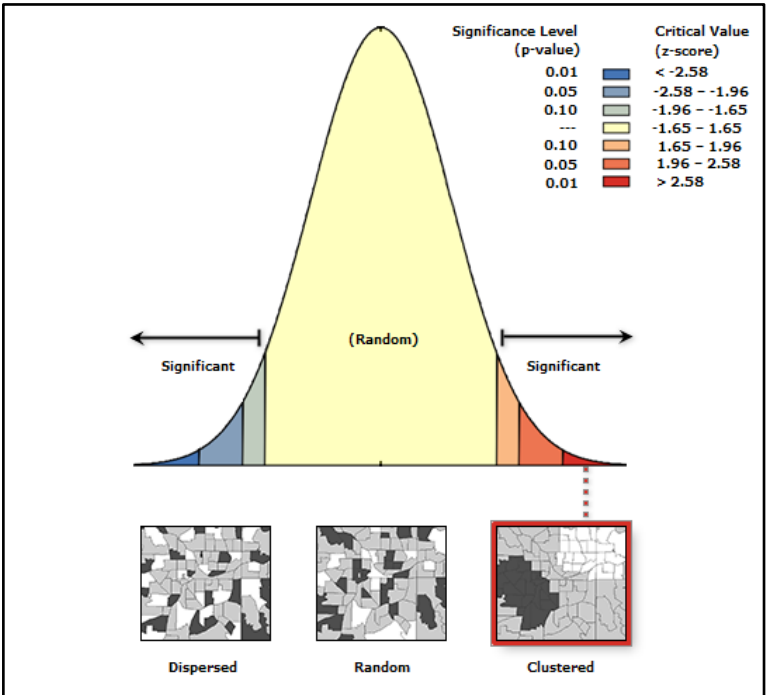 Significance Level Critical Value
(p-value) (z-score)
0.01 < -2.58
0.05 -2.58 – -1.96
0.10 -1.96 – -1.65
--- -1.65 – 1.65
0.10 1.65 – 1.96
0.05 1.96 – 2.58
0.01 > 2.58
(Random)
Significant Significant
Dispersed Random Clustered